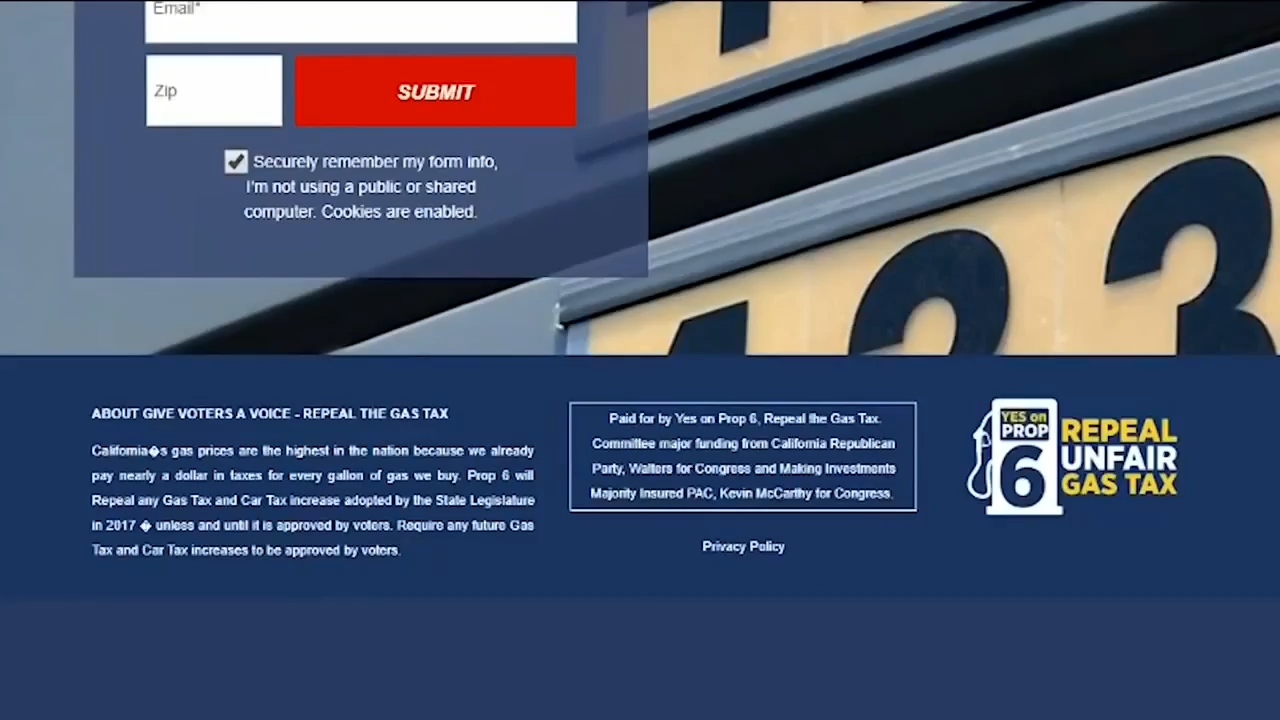 Email*
Zip
SUBMIT
Securely remember my form info,
I'm not using a public or shared
computer. Cookies are enabled.
1 2 3
ABOUT GIVE VOTERS A VOICE - REPEAL THE GAS TAX
California�s gas prices are the highest in the nation because we already
pay nearly a dollar in taxes for every gallon of gas we buy. Prop 6 will
Repeal any Gas Tax and Car Tax increase adopted by the State Legislature
in 2017 � unless and until it is approved by voters. Require any future Gas
Tax and Car Tax increases to be approved by voters.
Paid for by Yes on Prop 6, Repeal the Gas Tax.
Committee major funding from California Republican
Party, Walters for Congress and Making Investments
Majority Insured PAC, Kevin McCarthy for Congress.
Privacy Policy
YES on
PROP
6
REPEAL
UNFAIR
GAS TAX